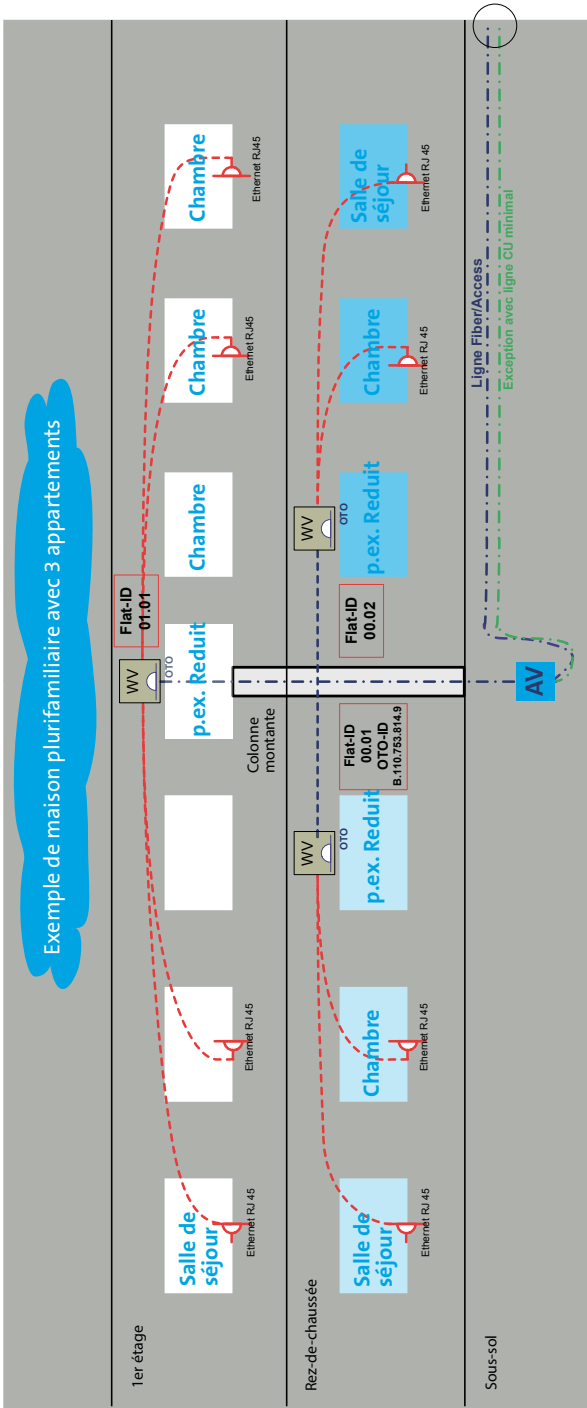 Exemple de maison plurifamiliaire avec 3 appartements
1er étage
Salle de
séjour
Ethernet RJ 45
Ethernet RJ 45
p.ex. Reduit
WV
OTO
Flat-ID
01.01
Chambre
Chambre
Ethernet RJ45
Chambre
Ethernet RJ45
Colonne
montante
Rez-de-chaussée
Salle de
séjour
Ethernet RJ 45
Chambre
Ethernet RJ 45
p.ex. Reduit
WV
OTO
Flat-ID
00.01
OTO-ID
B.110.753.814.9
Flat-ID
00.02
p.ex. Reduit
WV
OTO
Chambre
Ethernet RJ 45
Salle de
séjour
Ethernet RJ 45
Sous-sol
AV
Ligne Fiber/Access
Exception avec ligne CU minimal